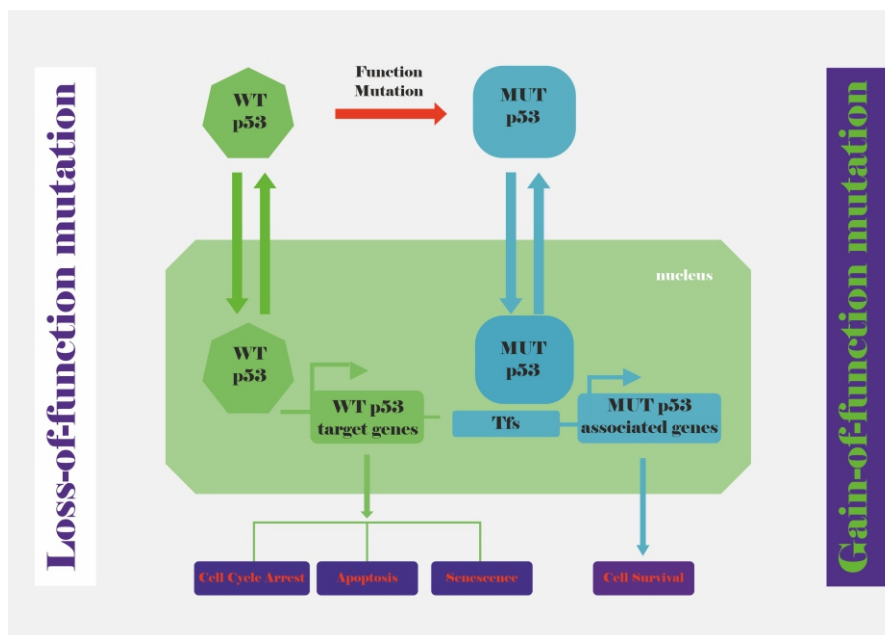 Loss-of-function mutation
WT
p53
Function
Mutation
MUT
p53
nucleus
WT
p53
MUT
p53
WT p53
target genes
Tfs
MUT p53
associated genes
Cell Cycle Arrest
Apoptosis
Senescence
Cell Survival
Gain-of-function mutation